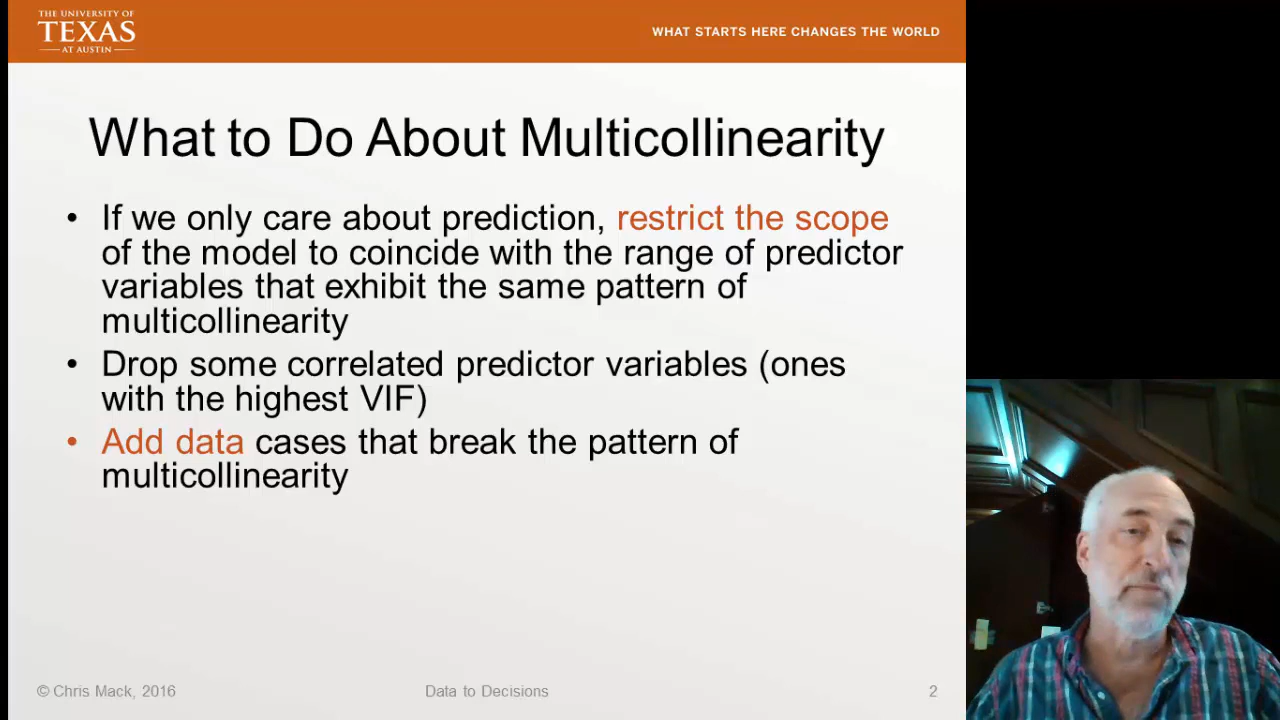 THE UNIVERSITY OF
TEXAS
AT AUSTIN
WHAT STARTS HERE CHANGES THE WORLD
What to Do About Multicollinearity
• If we only care about prediction, restrict the scope
of the model to coincide with the range of predictor
variables that exhibit the same pattern of
multicollinearity
• Drop some correlated predictor variables (ones
with the highest VIF)
• Add data cases that break the pattern of
multicollinearity
© Chris Mack, 2016
Data to Decisions
2